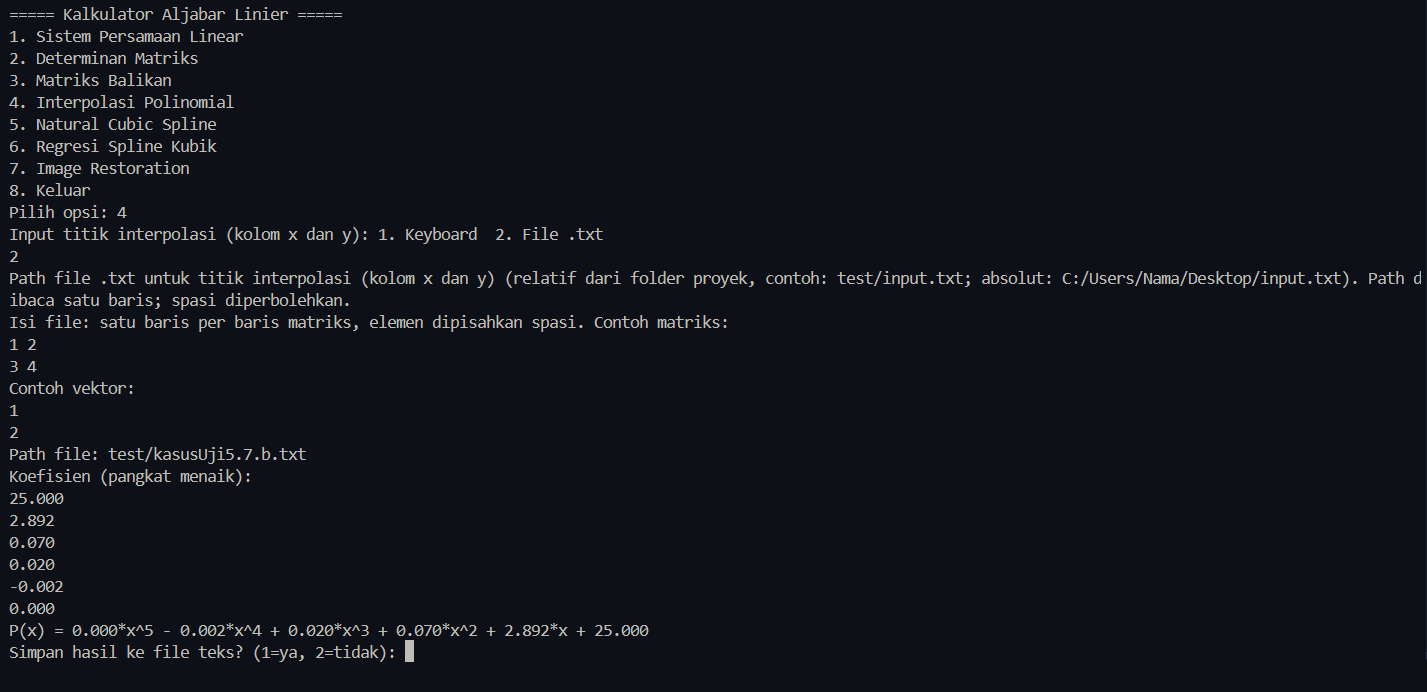 ===== Kalkulator Aljabar Linier =====
1. Sistem Persamaan Linear
2. Determinan Matriks
3. Matriks Balikan
4. Interpolasi Polinomial
5. Natural Cubic Spline
6. Regresi Spline Kubik
7. Image Restoration
8. Keluar
Pilih opsi: 4
Input titik interpolasi (kolom x dan y): 1. Keyboard  2. File .txt
2
Path file .txt untuk titik interpolasi (kolom x dan y) (relatif dari folder proyek, contoh: test/input.txt; absolut: C:/Users/Nama/Desktop/input.txt). Path d
ibaca satu baris; spasi diperbolehkan.
Isi file: satu baris per baris matriks, elemen dipisahkan spasi. Contoh matriks:
1 2
3 4
Contoh vektor:
1
2
Path file: test/kasusUji5.7.b.txt
Koefisien (pangkat menaik):
25.000
2.892
0.070
0.020
-0.002
0.000
P(x) = 0.000*x^5 - 0.002*x^4 + 0.020*x^3 + 0.070*x^2 + 2.892*x + 25.000
Simpan hasil ke file teks? (1=ya, 2=tidak):